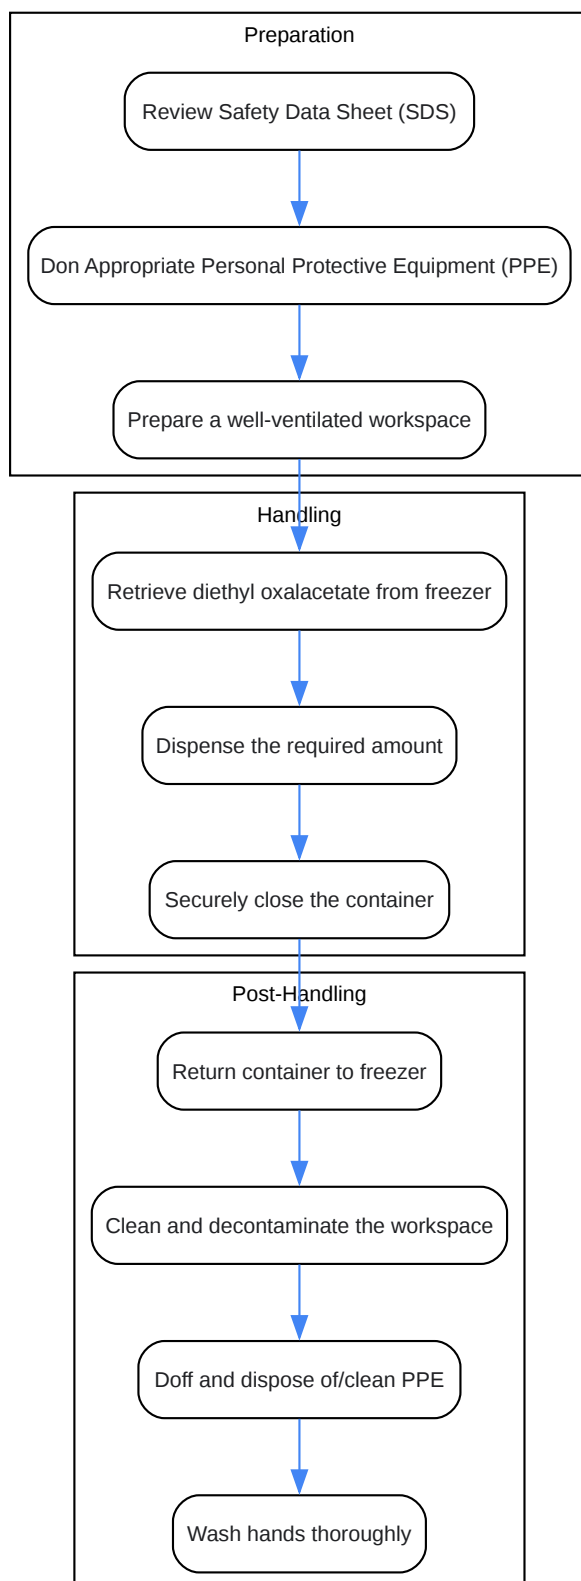 Preparation
Review Safety Data Sheet (SDS)
Don Appropriate Personal Protective Equipment (PPE)
Prepare a well-ventilated workspace
Handling
Retrieve diethyl oxalacetate from freezer
Dispense the required amount
Securely close the container
Post-Handling
Return container to freezer
Clean and decontaminate the workspace
Doff and dispose of/clean PPE
Wash hands thoroughly